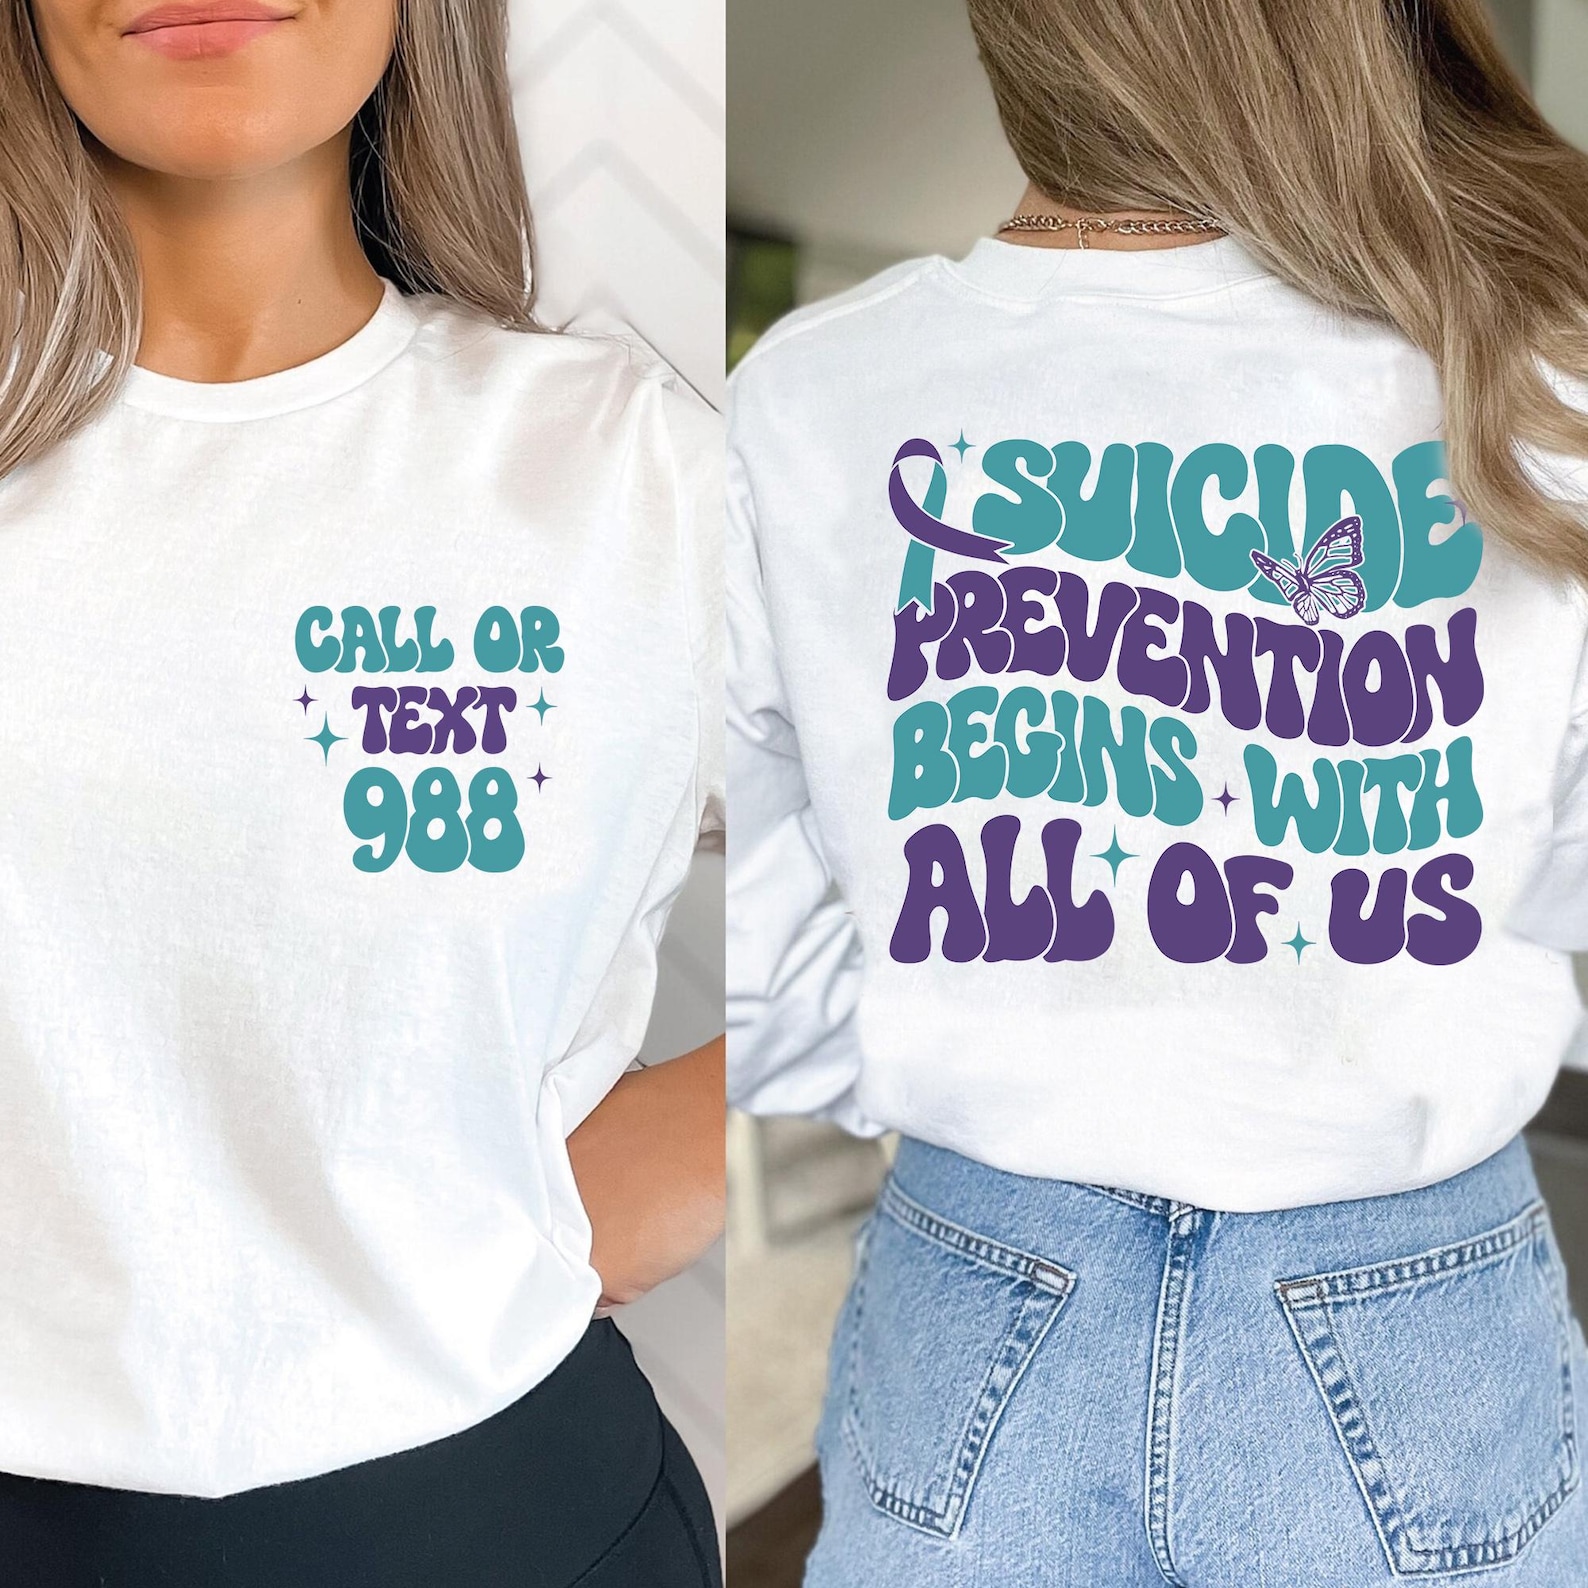 CALL OR
TEXT
988
SUICIDE
PREVENTION
BEGINS WITH
ALL OF US